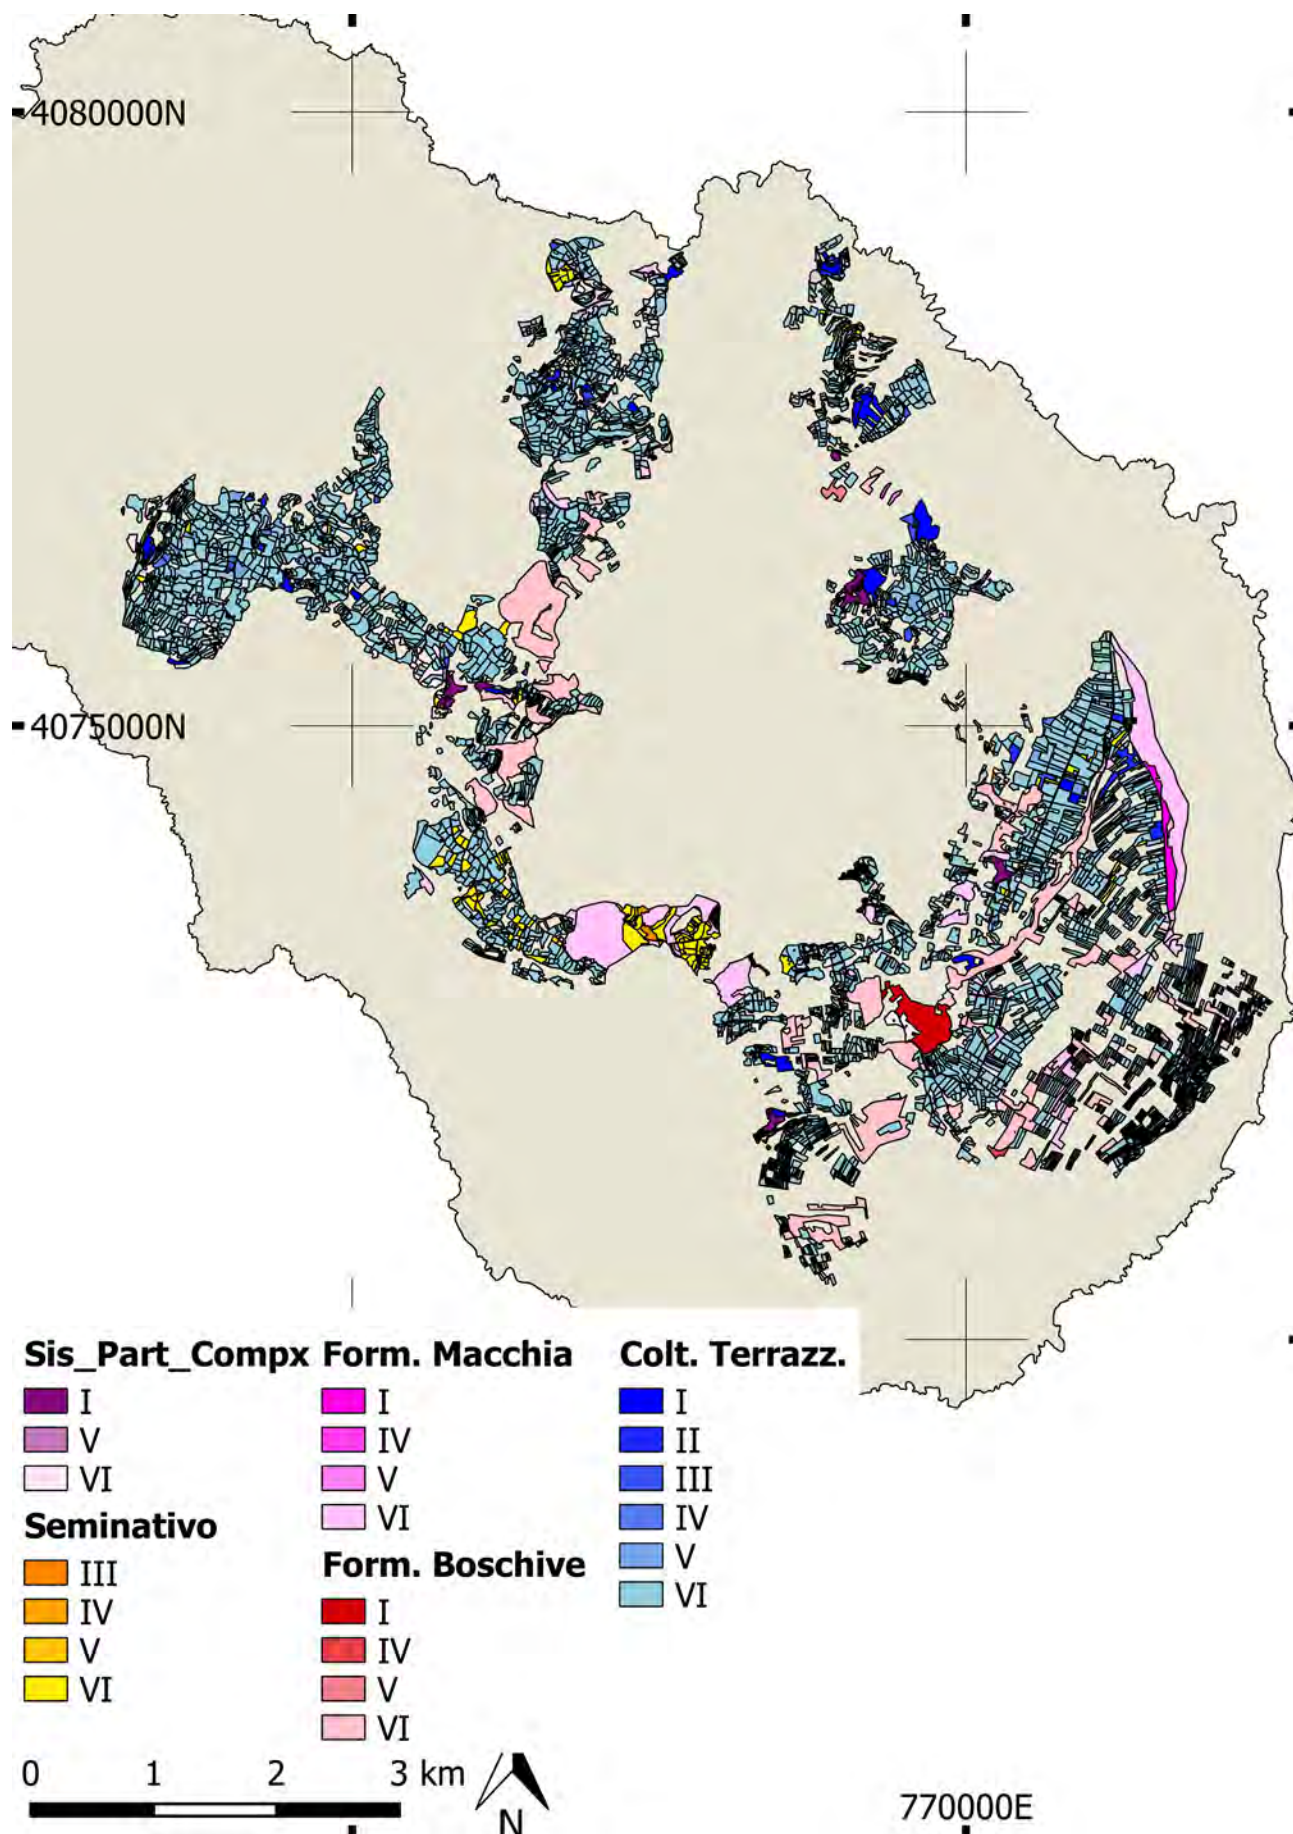 4080000N
4075000N
Sis_Part_Compx
I
V
VI
Seminativo
III
IV
V
VI
Form. Macchia
I
IV
V
VI
Form. Boschive
I
IV
V
VI
Colt. Terrazz.
I
II
III
IV
V
VI
0 1 2 3 km
N
770000E